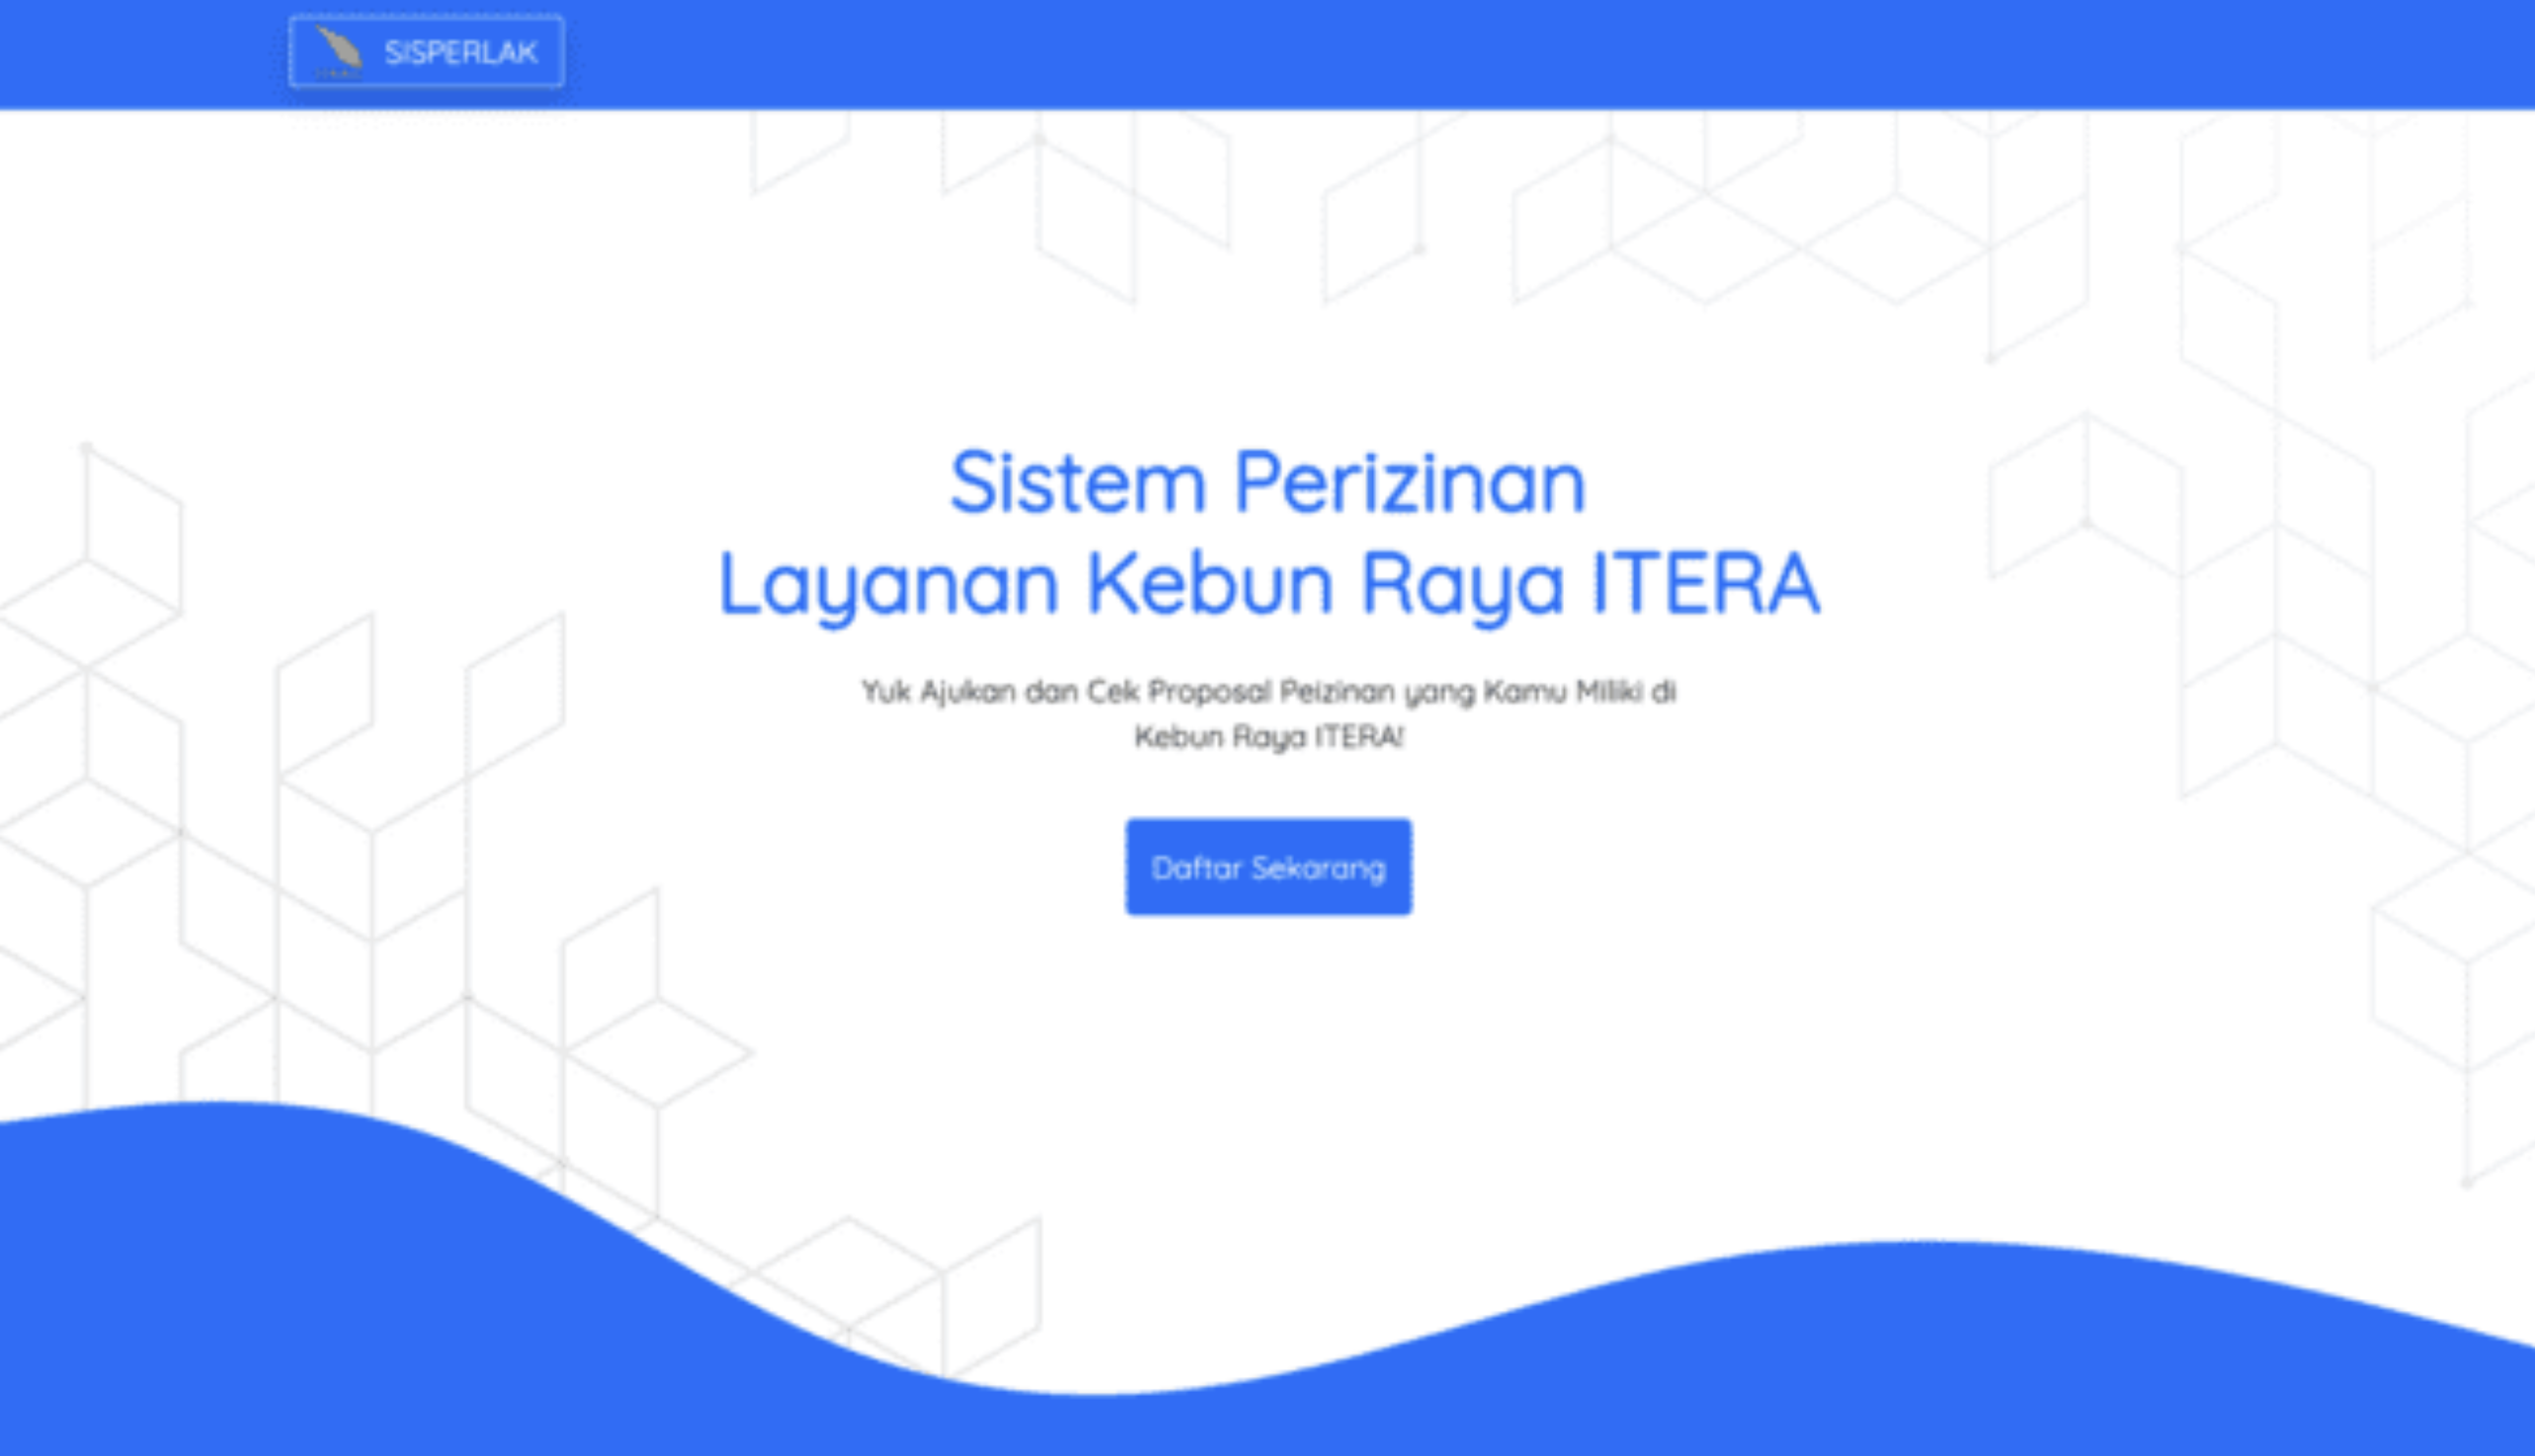 SISPERLAK
Sistem Perizinan
Layanan Kebun Raya ITERA
Yuk Ajukan dan Cek Proposal Peizinan yang Kamu Miliki di
Kebun Raya ITERA!
Daftar Sekarang